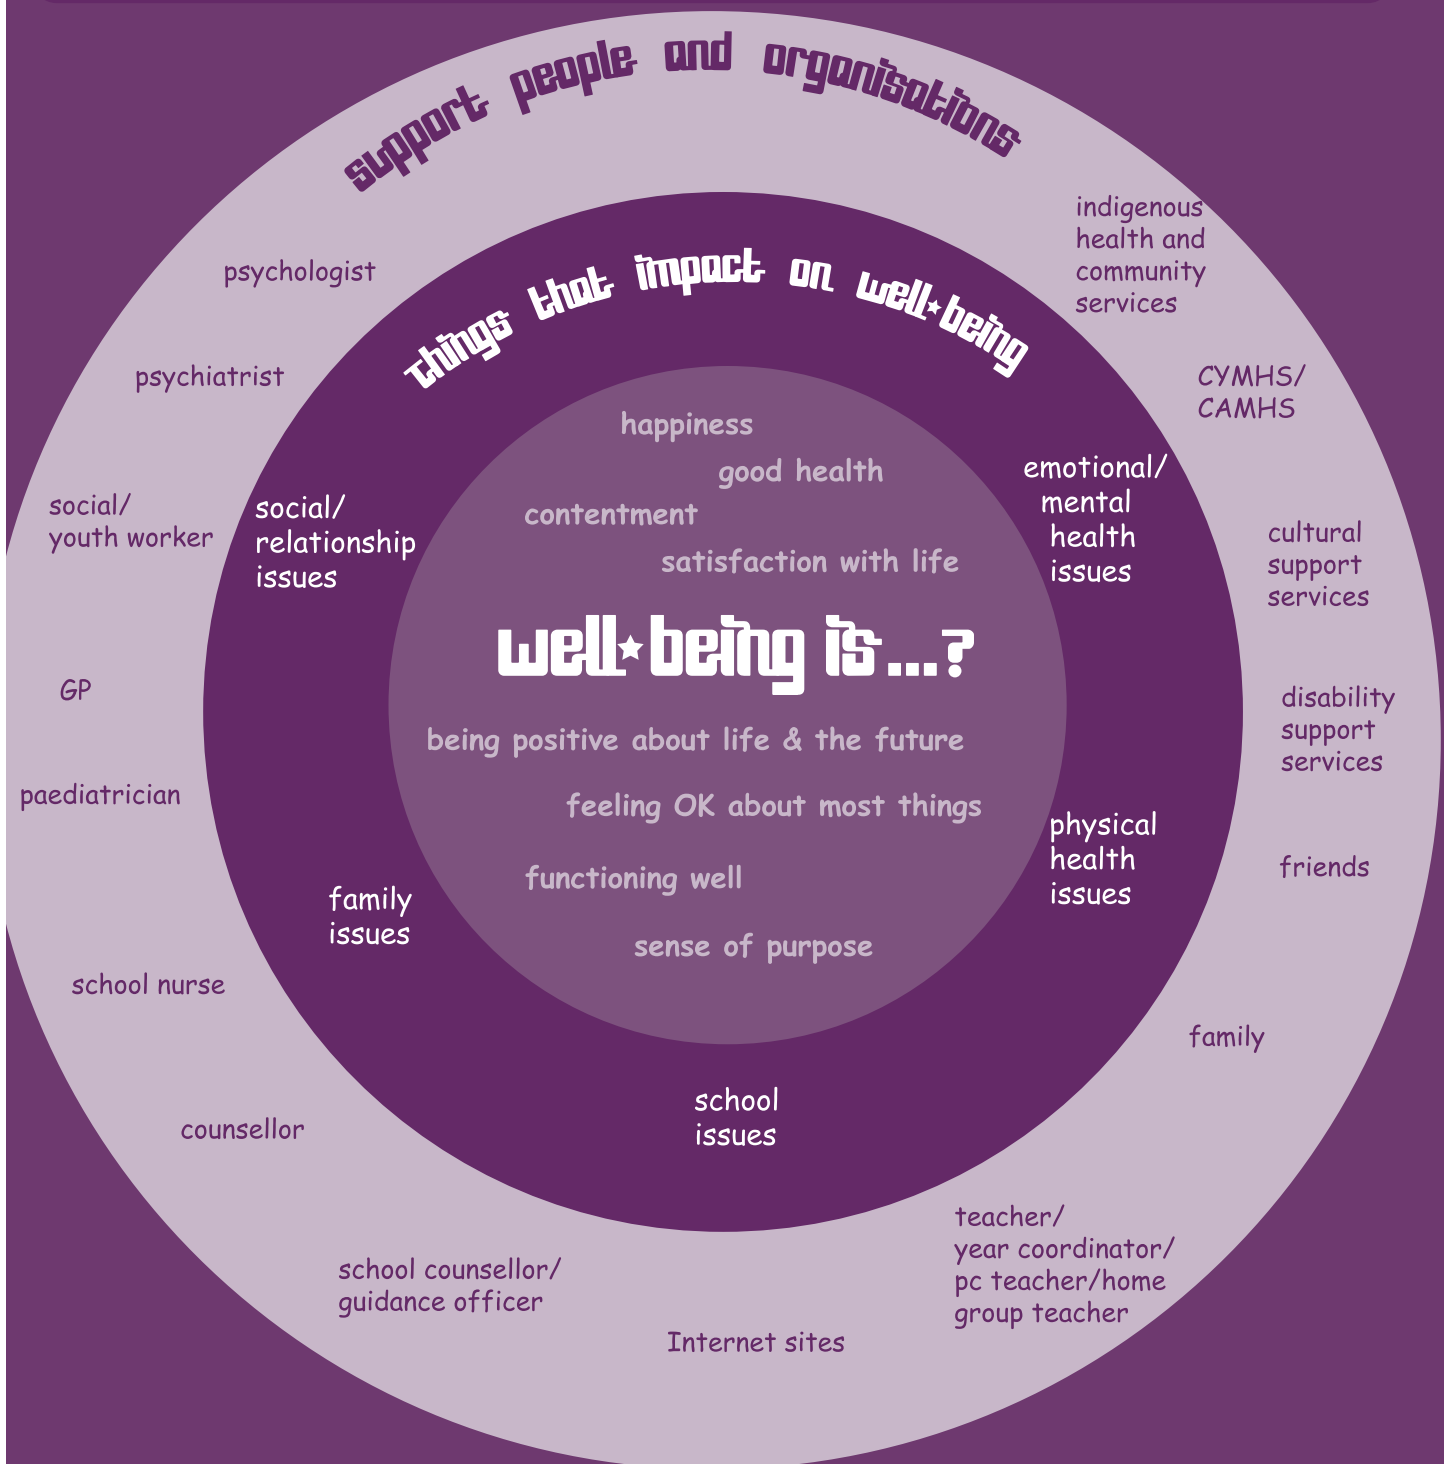 support people and organisations
indigenous
health and
community
services
psychologist
things that impact on well★being
psychiatrist
CYMHS/
CAMHS
happiness
good health
emotional/
mental
health
issues
social/
youth worker
social/
relationship
issues
contentment
satisfaction with life
cultural
support
services
well★being is...?
GP
disability
support
services
being positive about life & the future
paediatrician
feeling OK about most things
physical
health
issues
friends
functioning well
family
issues
sense of purpose
school nurse
family
school
issues
counsellor
teacher/
year coordinator/
pc teacher/home
group teacher
school counsellor/
guidance officer
Internet sites